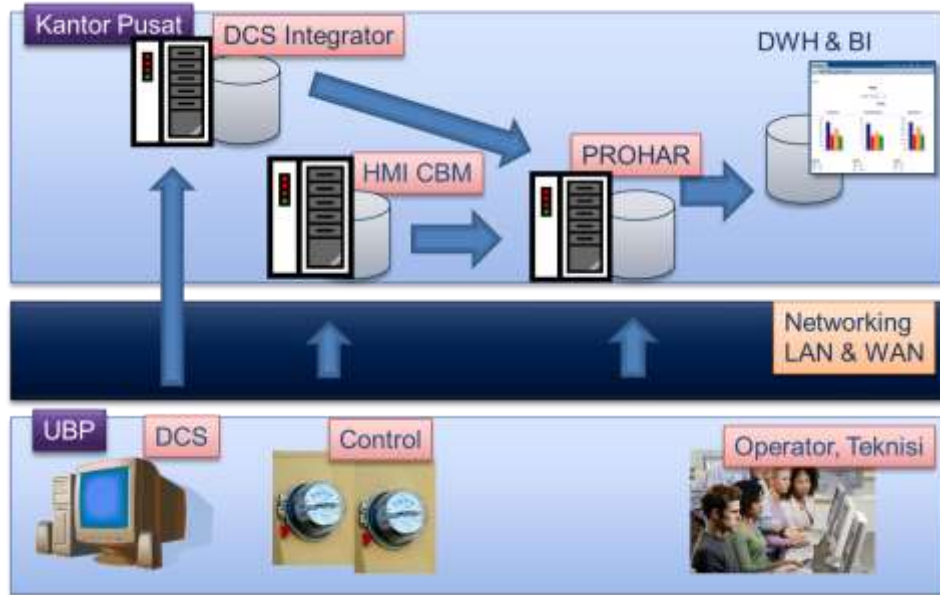 Kantor Pusat
DCS Integrator
DWH & BI
HMI CBM
PROHAR
Networking
LAN & WAN
UBP
DCS
Control
Operator, Teknisi